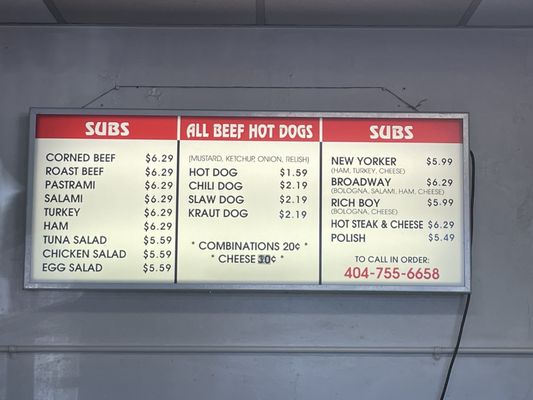 SUBS
CORNED BEEF $6.29
ROAST BEEF $6.29
PASTRAMI $6.29
SALAMI $6.29
TURKEY $6.29
HAM $6.29
TUNA SALAD $5.59
CHICKEN SALAD $5.59
EGG SALAD $5.59
ALL BEEF HOT DOGS
(MUSTARD, KETCHUP, ONION, RELISH)
HOT DOG $1.59
CHILI DOG $2.19
SLAW DOG $2.19
KRAUT DOG $2.19
* COMBINATIONS 20¢ *
* CHEESE 30¢ *
SUBS
NEW YORKER $5.99
(HAM, TURKEY, CHEESE)
BROADWAY $6.29
(BOLOGNA, SALAMI, HAM, CHEESE)
RICH BOY $5.99
(BOLOGNA, CHEESE)
HOT STEAK & CHEESE $6.29
POLISH $5.49
TO CALL IN ORDER:
404-755-6658